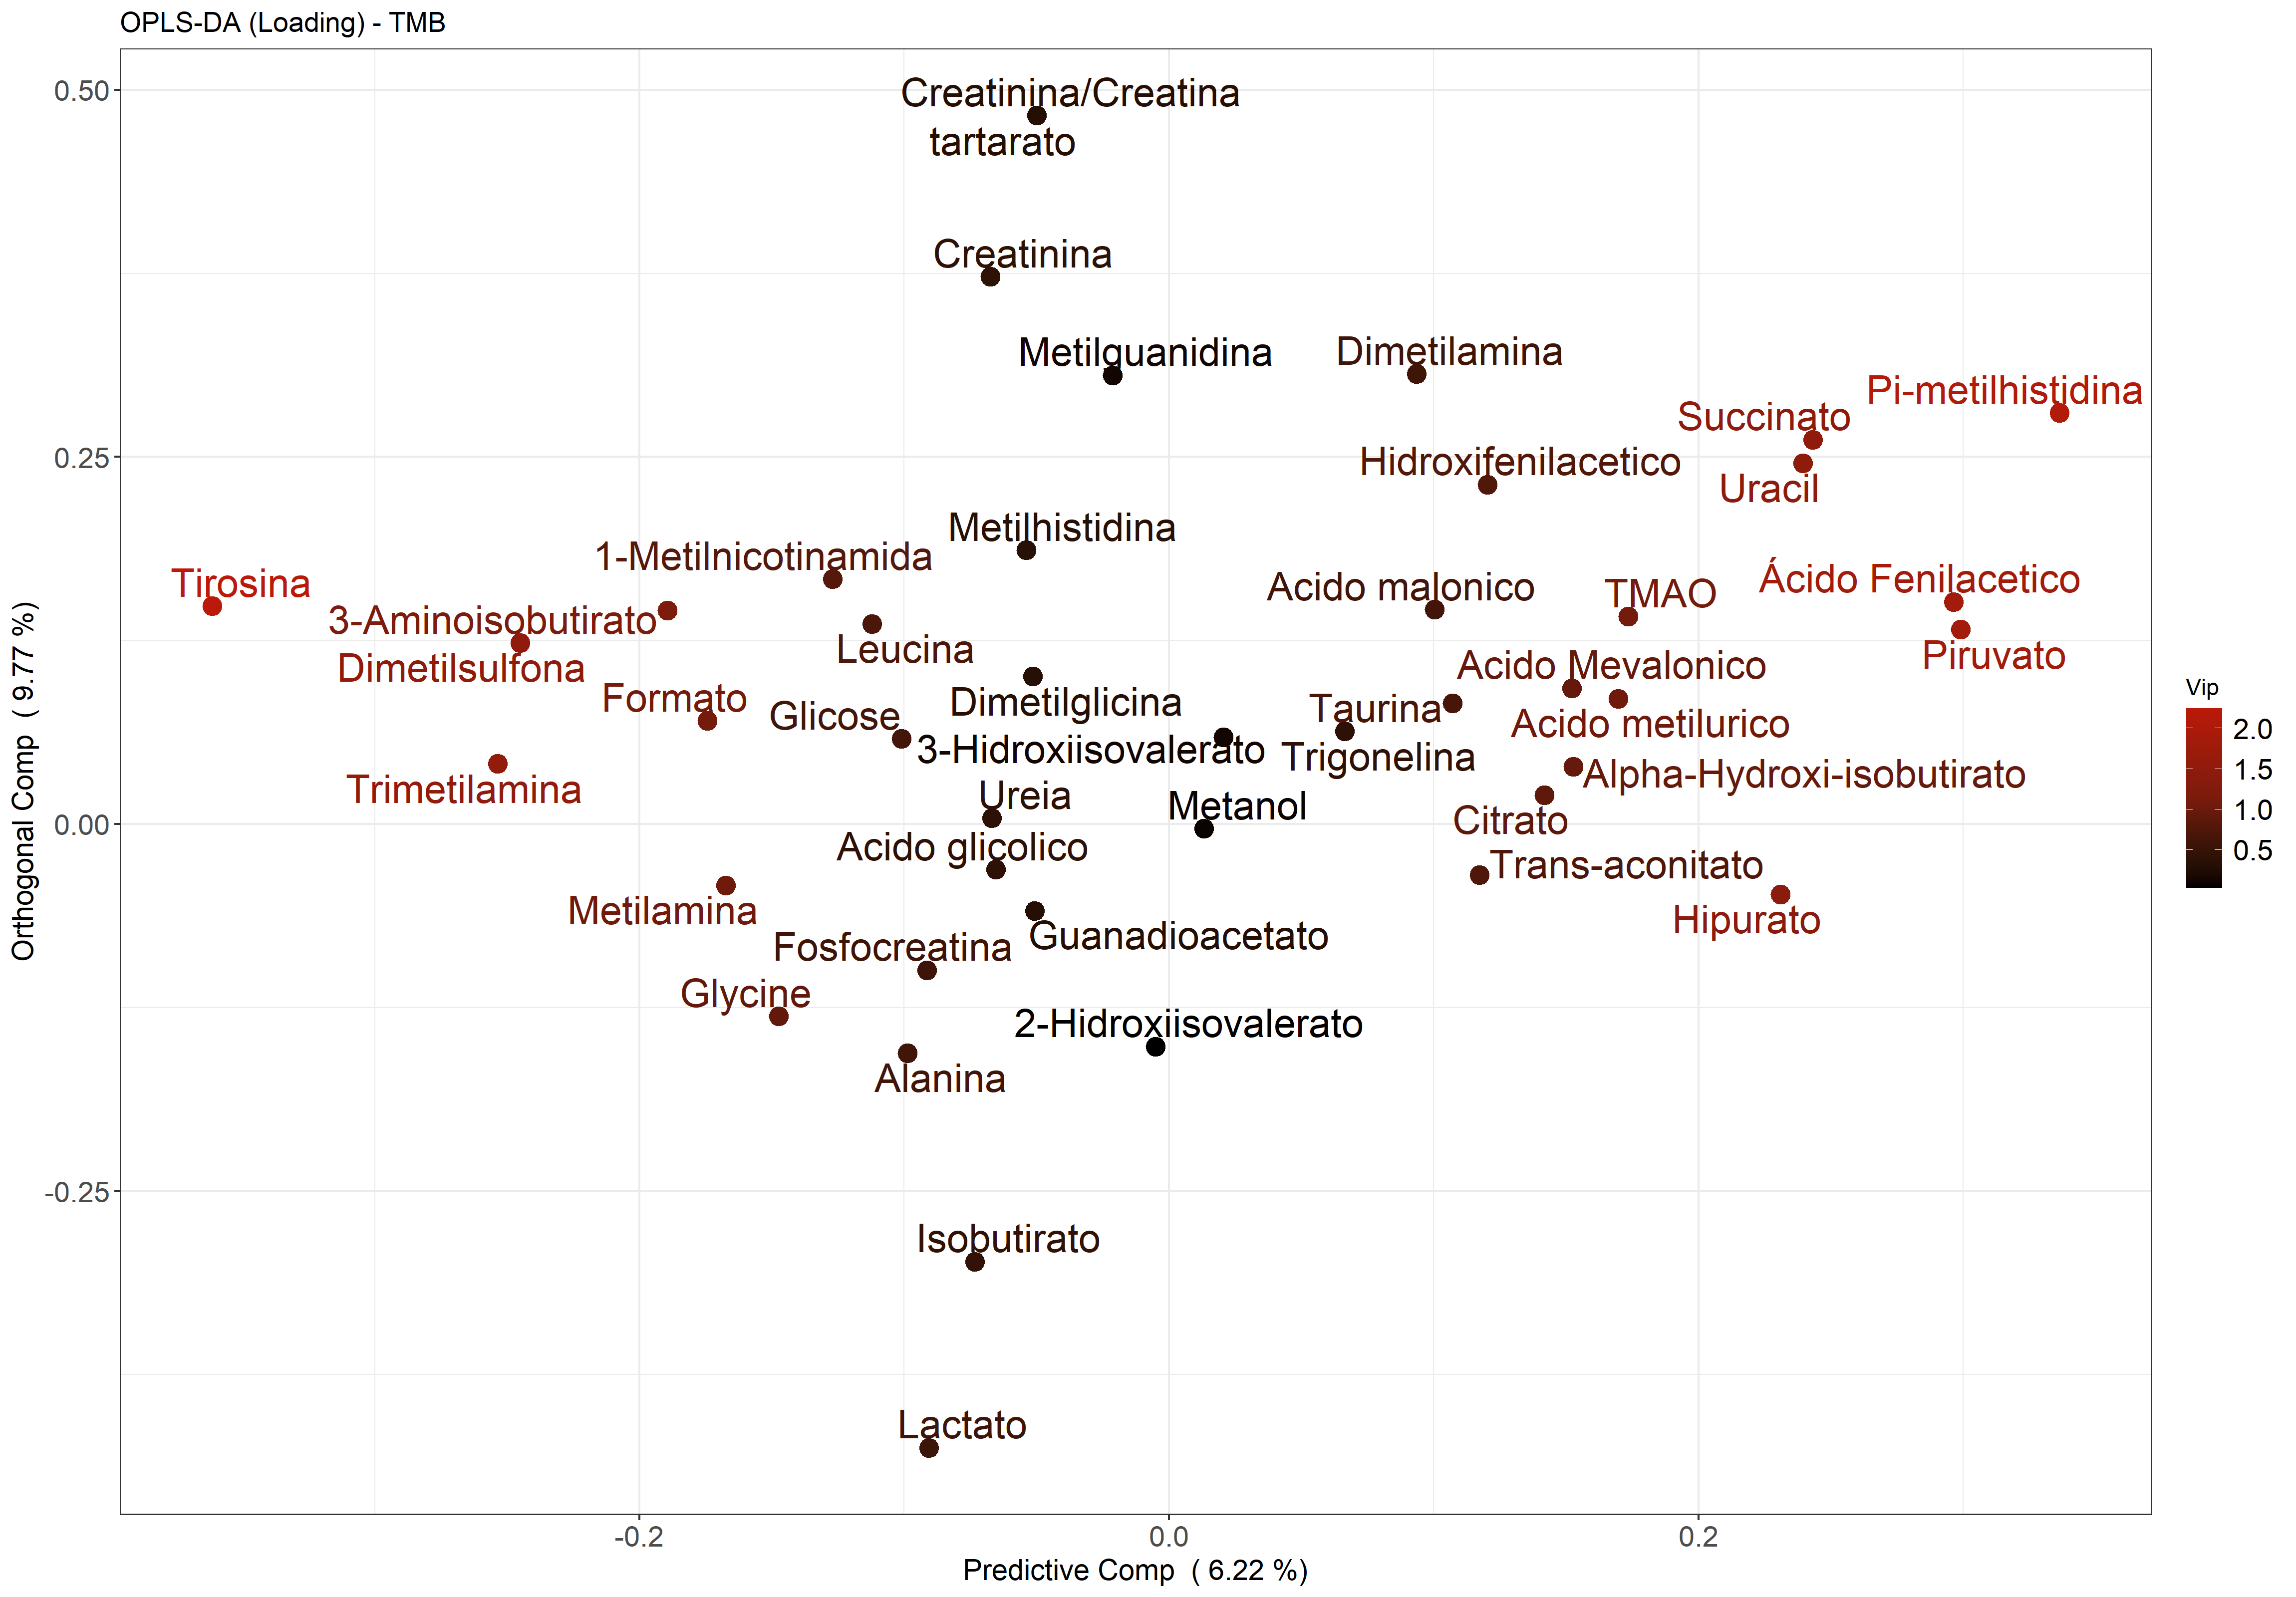 OPLS-DA (Loading) - TMB
0.50
Creatinina/Creatina
tartarato
Creatinina
Metilguanidina
Dimetilamina
Pi-metilhistidina
Succinato
0.25
Hidroxifenilacetico
Uracil
Metilhistidina
1-Metilnicotinamida
Tirosina
Acido malonico
TMAO
Ácido Fenilacetico
3-Aminoisobutirato
Leucina
Piruvato
Dimetilsulfona
Acido Mevalonico
Formato
Dimetilglicina
Glicose
Taurina
Acido metilurico
3-Hidroxiisovalerato
Trigonelina
Trimetilamina
Ureia
Alpha-Hydroxi-isobutirato
Metanol
0.00
Citrato
Acido glicolico
Trans-aconitato
Metilamina
Hipurato
Fosfocreatina
Guanadioacetato
Glycine
2-Hidroxiisovalerato
Alanina
-0.25
Isobutirato
Lactato
-0.2
0.0
0.2
Predictive Comp ( 6.22 %)
Orthogonal Comp ( 9.77 %)
Vip
2.0
1.5
1.0
0.5